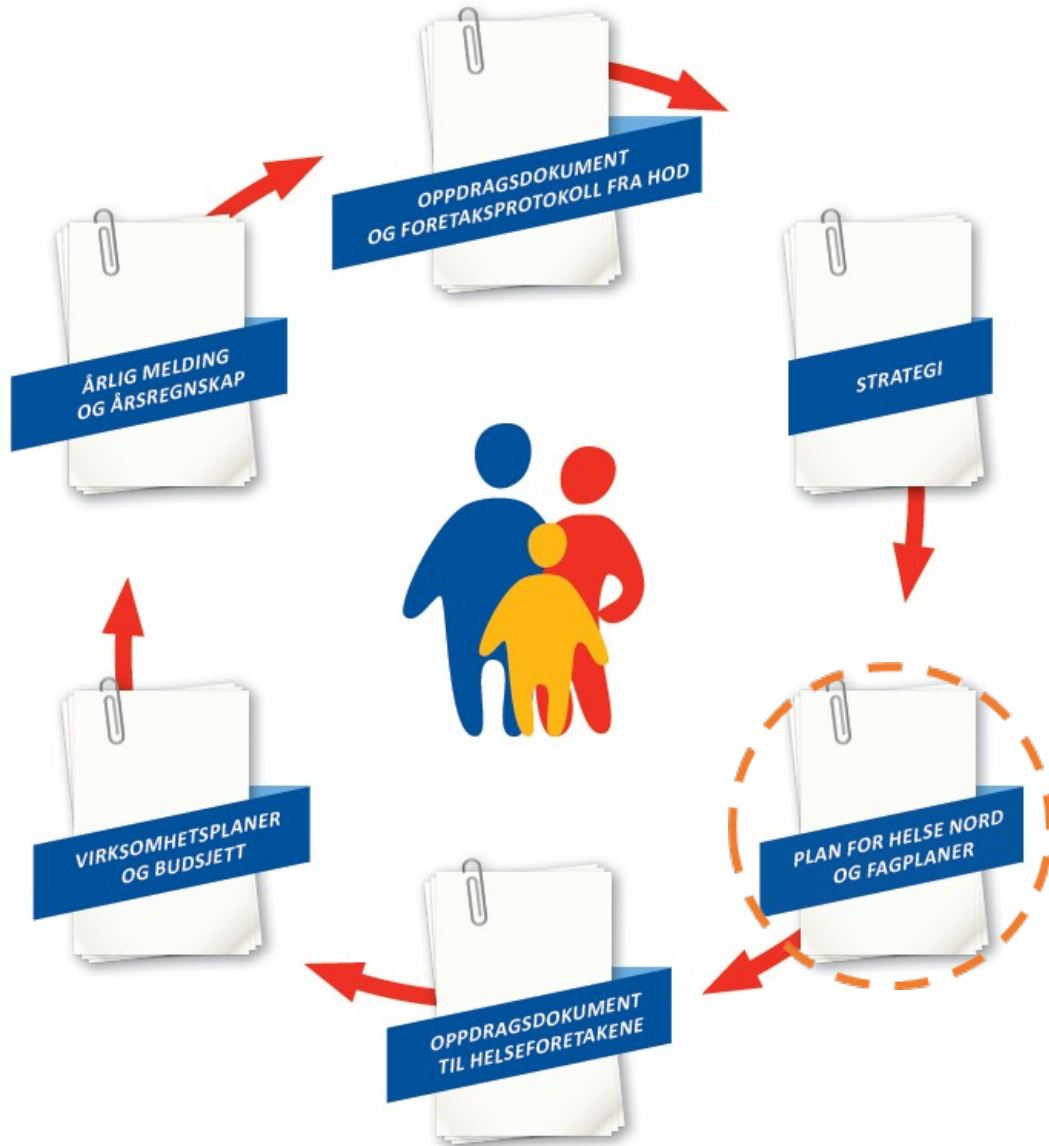 OPPDRAGSDOKUMENT
OG FORETAKSPROTOKOLL FRA HOD
STRATEGI
PLAN FOR HELSE NORD
OG FAGPLANER
OPPDRAGSDOKUMENT
TIL HELSEFORETAKENE
VIRKSOMHETSPLANER
OG BUDSJETT
ÅRLIG MELDING
OG ÅRSREGNSKAP